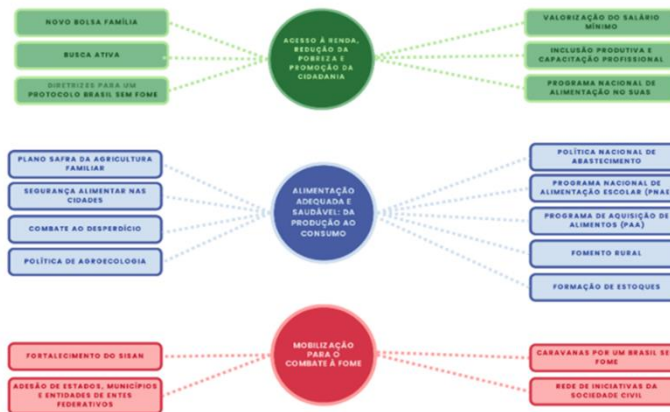 NOVO BOLSA FAMÍLIA
BUSCA ATIVA
DIRETRIZES PARA UM
PROTOCOLO BRASIL SEM FOME
ACESSO À RENDA,
REDUÇÃO DA
POBREZA E
PROMOÇÃO DA
CIDADANIA
VALORIZAÇÃO DO SALÁRIO
MÍNIMO
INCLUSÃO PRODUTIVA E
CAPACITAÇÃO PROFISSIONAL
PROGRAMA NACIONAL DE
ALIMENTAÇÃO NO SUAS
PLANO SAFRA DA AGRICULTURA
FAMILIAR
SEGURANÇA ALIMENTAR NAS
CIDADES
COMBATE AO DESPERDÍCIO
POLÍTICA DE AGROECOLOGIA
ALIMENTAÇÃO
ADEQUADA E
SAUDÁVEL: DA
PRODUÇÃO AO
CONSUMO
POLÍTICA NACIONAL DE
ABASTECIMENTO
PROGRAMA NACIONAL DE
ALIMENTAÇÃO ESCOLAR (PNAE)
PROGRAMA DE AQUISIÇÃO DE
ALIMENTOS (PAA)
FOMENTO RURAL
FORMAÇÃO DE ESTOQUES
FORTALECIMENTO DO SISAN
ADESÃO DE ESTADOS, MUNICÍPIOS
E ENTIDADES DE ENTES
FEDERATIVOS
MOBILIZAÇÃO
PARA O
COMBATE À FOME
CARAVANAS POR UM BRASIL SE
FOME
REDE DE INICIATIVAS DA
SOCIEDADE CIVIL